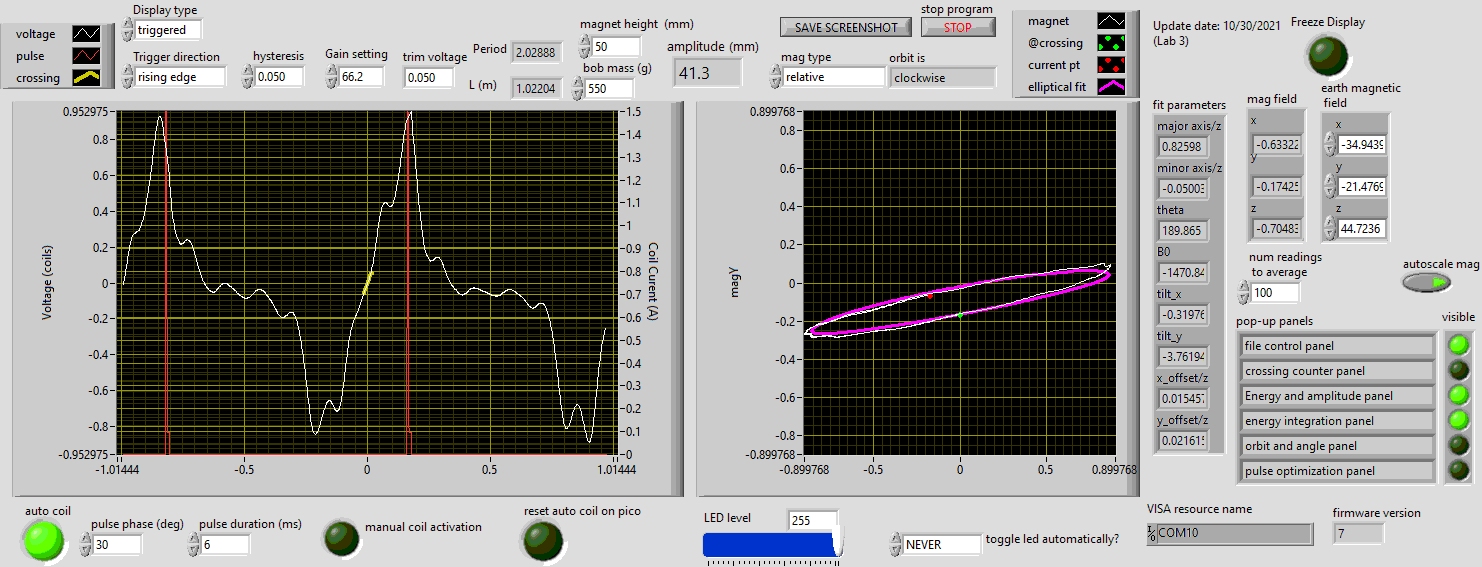 voltage
pulse
crossing
Display type
triggered
Trigger direction
rising edge
hysteresis
0.050
Gain setting
66.2
trim voltage
0.050
Period
2.02888
L (m)
1.02204
magnet height (mm)
50
bob mass (g)
550
amplitude (mm)
41.3
SAVE SCREENSHOT
stop program
STOP
mag type
relative
orbit is
clockwise
magnet
@crossing
current pt
elliptical fit
Update date: 10/30/2021
(Lab 3)
Freeze Display
Voltage (coils)
0.952975
0.8
0.6
0.4
0.2
0
-0.2
-0.4
-0.6
-0.8
-0.952975
-1.01444
-0.5
0
0.5
1.01444
1.5
1.4
1.3
1.2
1.1
1
0.9
0.8
0.7
0.6
0.5
0.4
0.3
0.2
0.1
0
Coil Curent (A)
magy
0.899768
0.8
0.6
0.4
0.2
0
-0.2
-0.4
-0.6
-0.8
-0.899768
-0.899768
-0.5
0
0.5
0.899768
fit parameters
major axis/z
0.82598
minor axis/z
-0.05003
theta
189.865
B0
-1470.84
tilt_x
-0.31976
tilt_y
-3.76194
x_offset/z
0.015457
y_offset/z
0.021615
mag field
x
-0.63322
y
-0.17425
z
-0.70483
earth magnetic
field
x
-34.9439
y
-21.4769
z
44.7236
num readings
to average
100
autoscale mag
pop-up panels
visible
file control panel
crossing counter panel
Energy and amplitude panel
energy integration panel
orbit and angle panel
pulse optimization panel
auto coil
pulse phase (deg)
30
pulse duration (ms)
6
manual coil activation
reset auto coil on pico
LED level
255
NEVER
toggle led automatically?
VISA resource name
I/O
COM10
firmware version
7